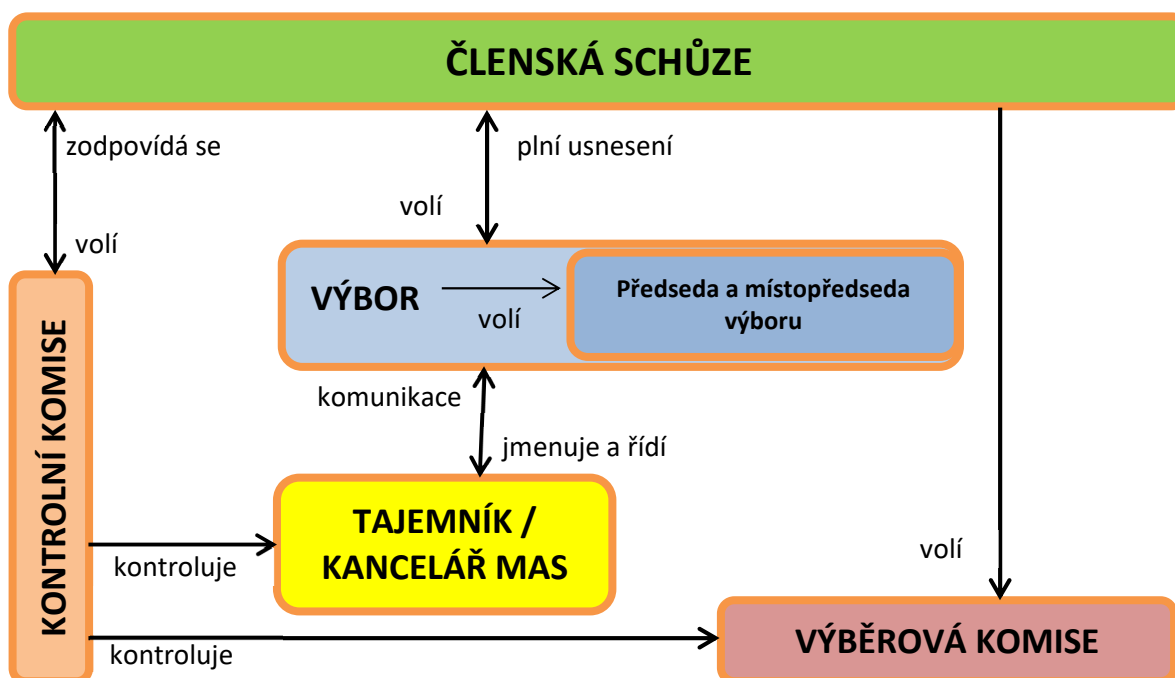 ČLENSKÁ SCHŮZE
zodpovídá se
plní usnesení
volí
volí
VÝBOR
volí
Předseda a místopředseda
výboru
KONTROLNÍ KOMISE
komunikace
jmenuje a řídí
TAJEMNÍK /
KANCELÁŘ MAS
kontroluje
volí
kontroluje
VÝBĚROVÁ KOMISE